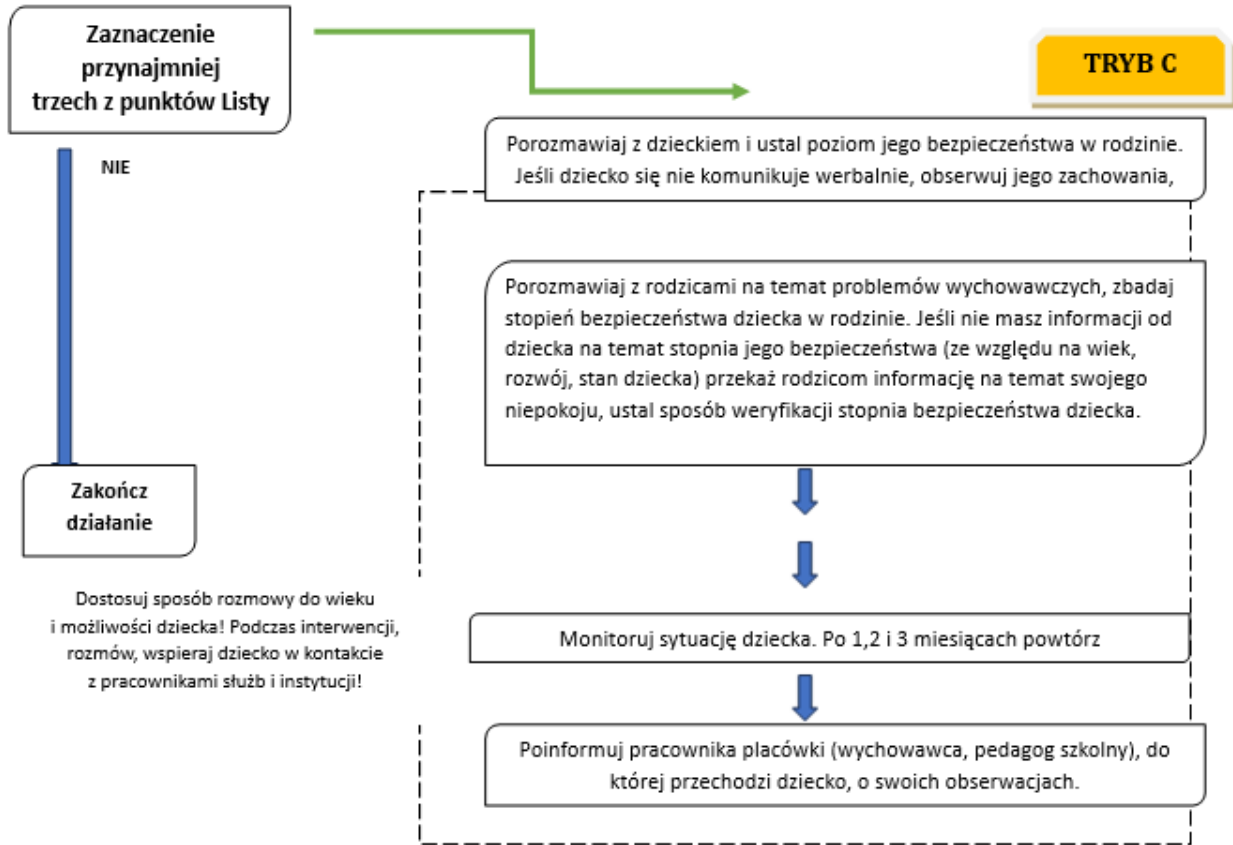 Zaznaczenie
przynajmniej
trzech z punktów Listy
TRYB C
NIE
Porozmawiaj z dzieckiem i ustal poziom jego bezpieczeństwa w rodzinie.
Jeśli dziecko się nie komunikuje werbalnie, obserwuj jego zachowania,
Porozmawiaj z rodzicami na temat problemów wychowawczych, zbadaj
stopień bezpieczeństwa dziecka w rodzinie. Jeśli nie masz informacji od
dziecka na temat stopnia jego bezpieczeństwa (ze względu na wiek,
rozwój, stan dziecka) przekaż rodzicom informację na temat swojego
niepokoju, ustal sposób weryfikacji stopnia bezpieczeństwa dziecka.
Zakończ
działanie
Dostosuj sposób rozmowy do wieku
i możliwości dziecka! Podczas interwencji,
rozmów, wspieraj dziecko w kontakcie
z pracownikami służb i instytucji!
Monitoruj sytuację dziecka. Po 1,2 i 3 miesiącach powtórz
Poinformuj pracownika placówki (wychowawca, pedagog szkolny), do
której przechodzi dziecko, o swoich obserwacjach.